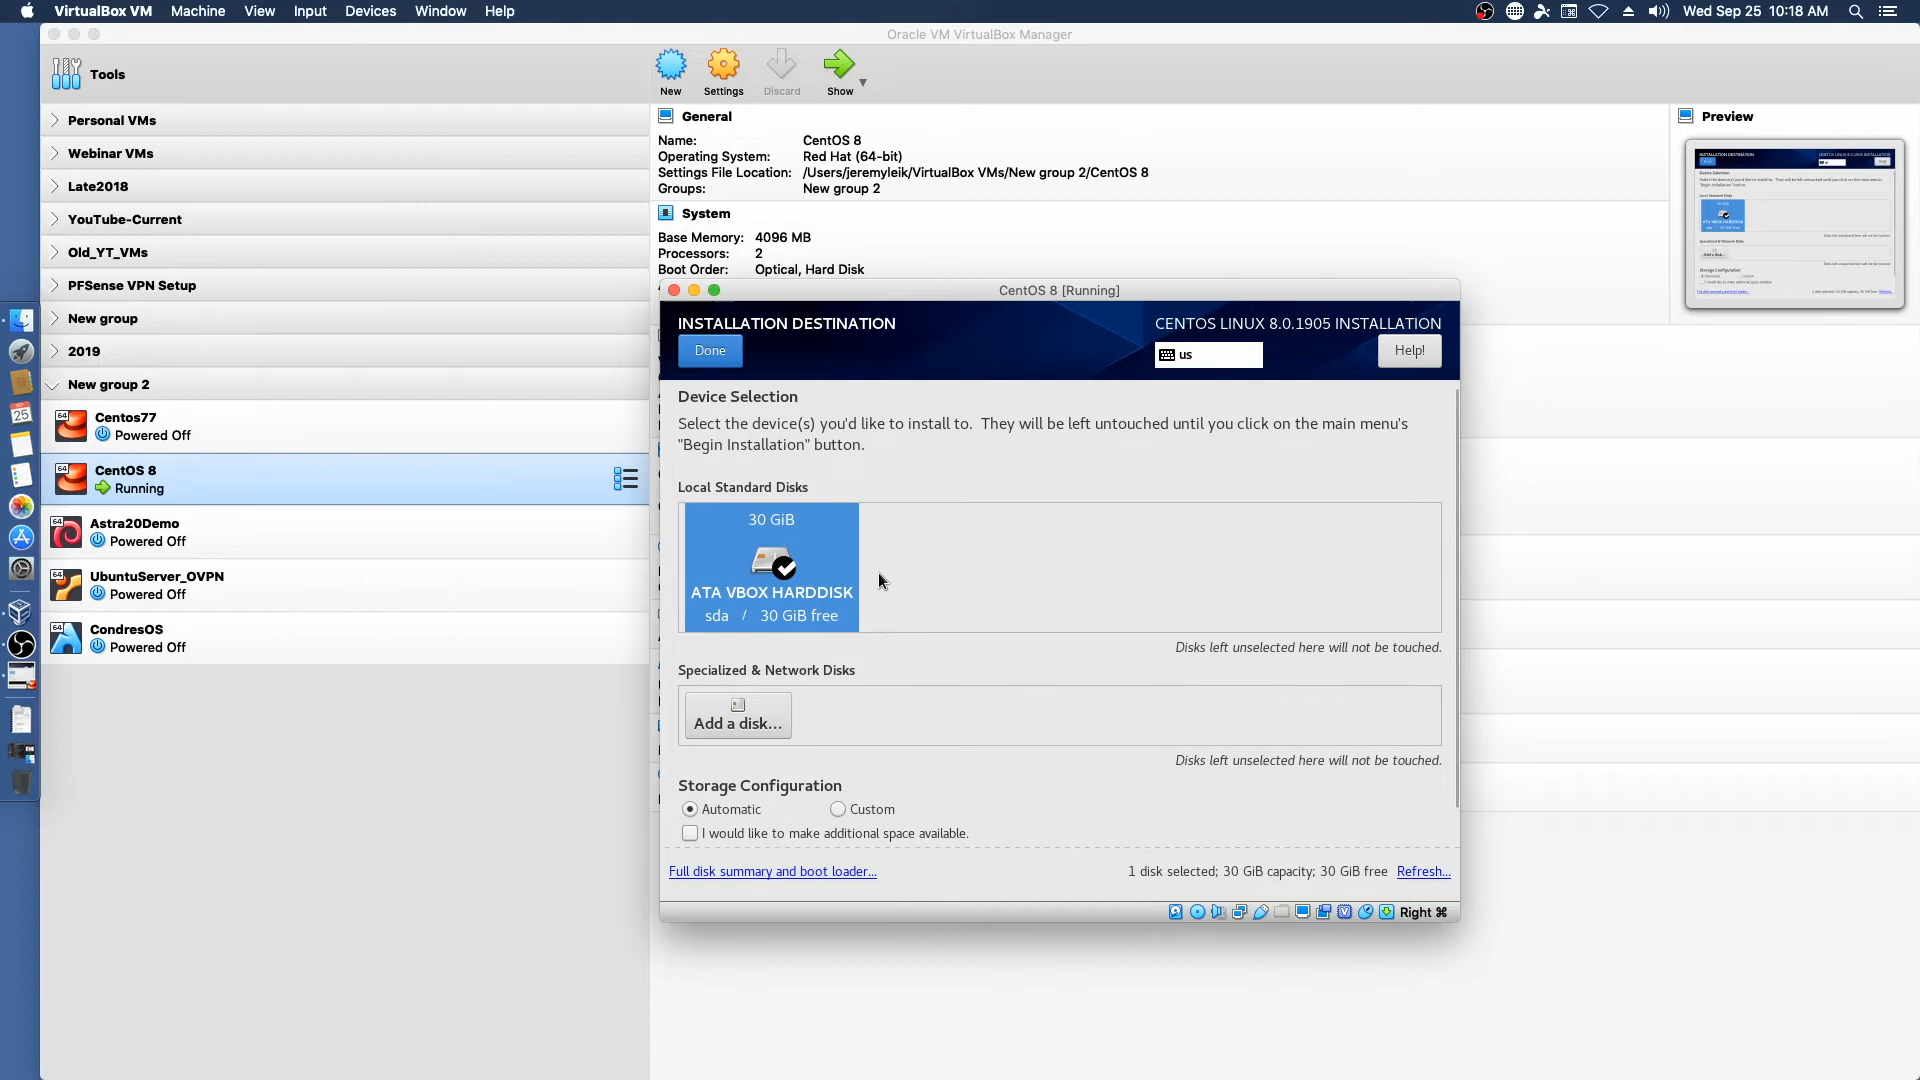 VirtualBox VM Machine View Input Devices Window Help
Wed Sep 25 10:18 AM
Oracle VM VirtualBox Manager
Tools
New
Settings
Discard
Show
Personal VMs
Webinar VMs
Late2018
YouTube-Current
Old_YT_VMs
PFSense VPN Setup
New group
2019
New group 2
64
Centos77
Powered Off
64
CentOS 8
Running
64
Astra20Demo
Powered Off
64
UbuntuServer_OVPN
Powered Off
64
CondresOS
Powered Off
25
General
Name: CentOS 8
Operating System: Red Hat (64-bit)
Settings File Location: /Users/jeremyleik/VirtualBox VMs/New group 2/CentOS 8
Groups: New group 2
System
Base Memory: 4096 MB
Processors: 2
Boot Order: Optical, Hard Disk
Preview
CentOS 8 [Running]
INSTALLATION DESTINATION
CENTOS LINUX 8.0.1905 INSTALLATION
Done
us
Help!
Device Selection
Select the device(s) you'd like to install to.  They will be left untouched until you click on the main menu's
"Begin Installation" button.
Local Standard Disks
30 GiB
ATA VBOX HARDDISK
sda / 30 GiB free
Disks left unselected here will not be touched.
Specialized & Network Disks
Add a disk...
Disks left unselected here will not be touched.
Storage Configuration
Automatic
Custom
I would like to make additional space available.
Full disk summary and boot loader...
1 disk selected; 30 GiB capacity; 30 GiB free Refresh...
Right ⌘